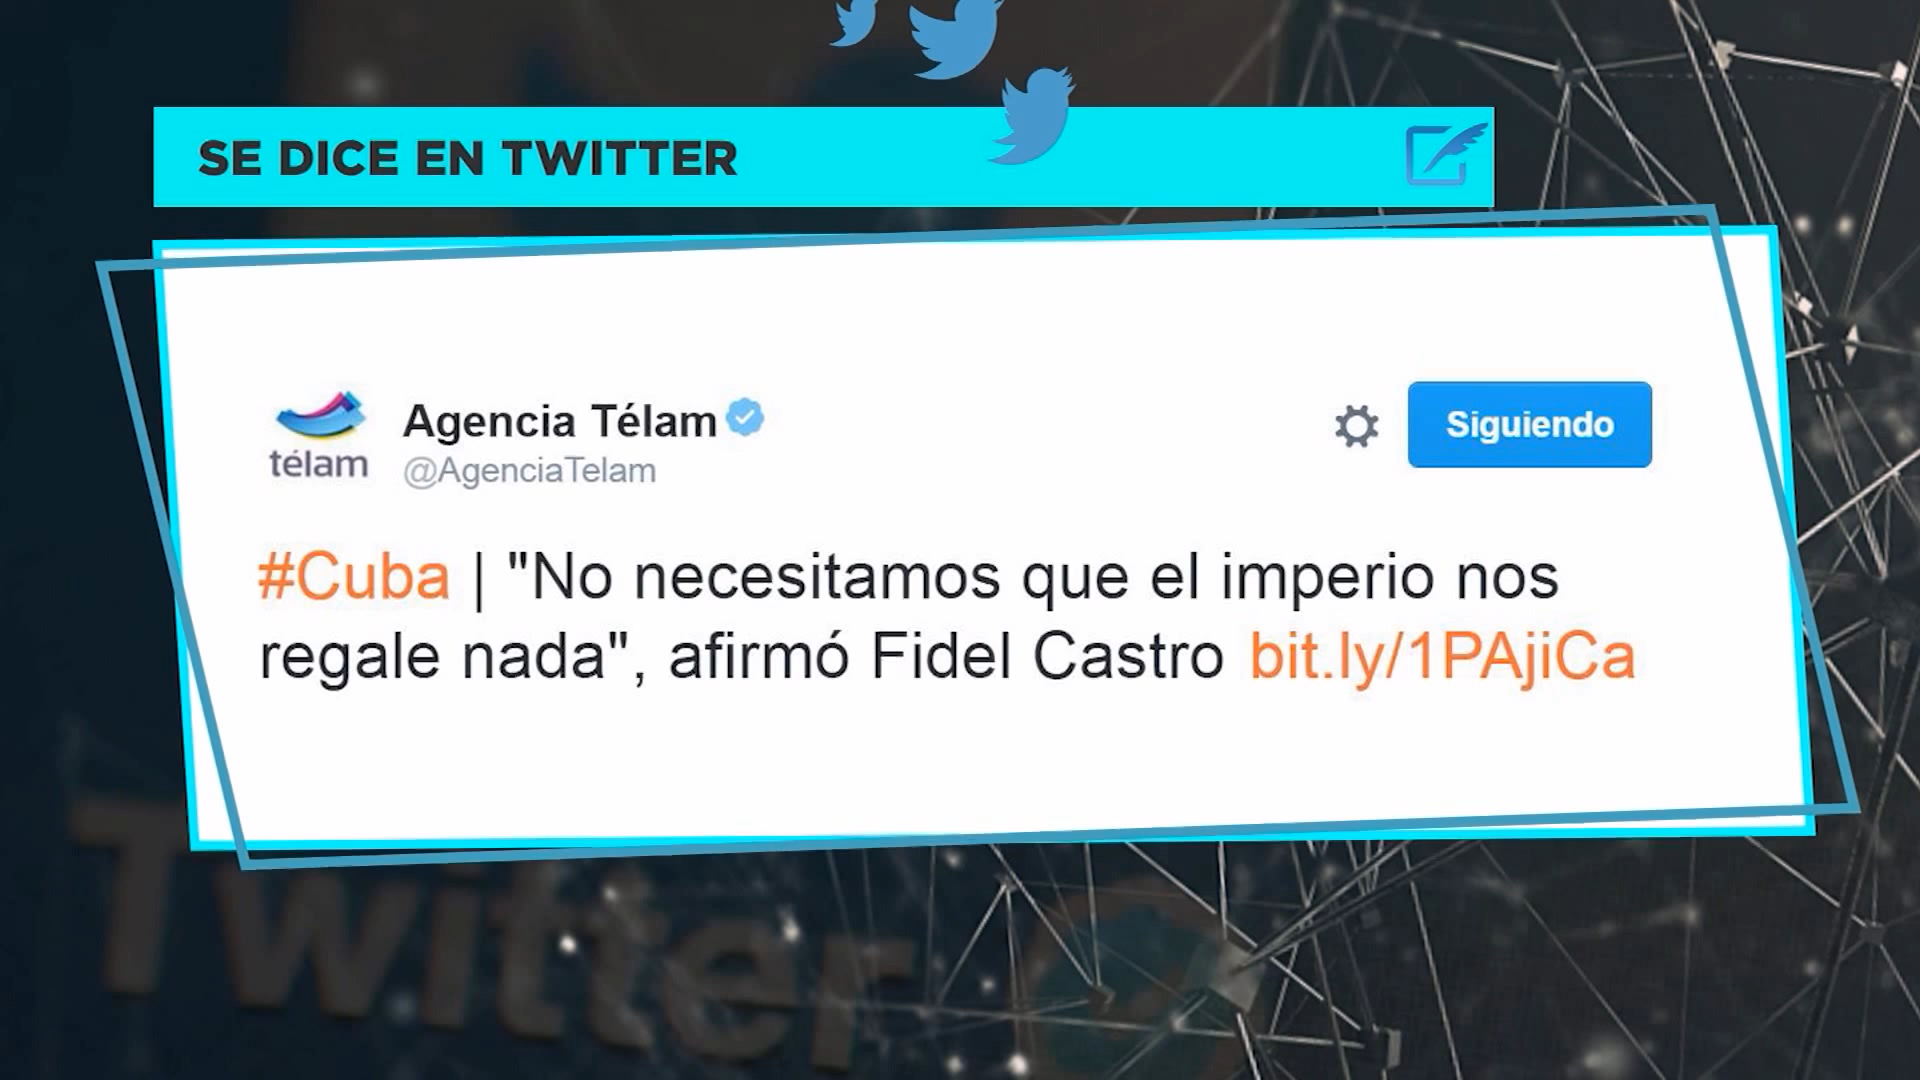 SE DICE EN TWITTER
Agencia Télam
télam
@AgenciaTelam
Siguiendo
#Cuba | "No necesitamos que el imperio nos
regale nada", afirmó Fidel Castro bit.ly/1PAjiCa
Twitter